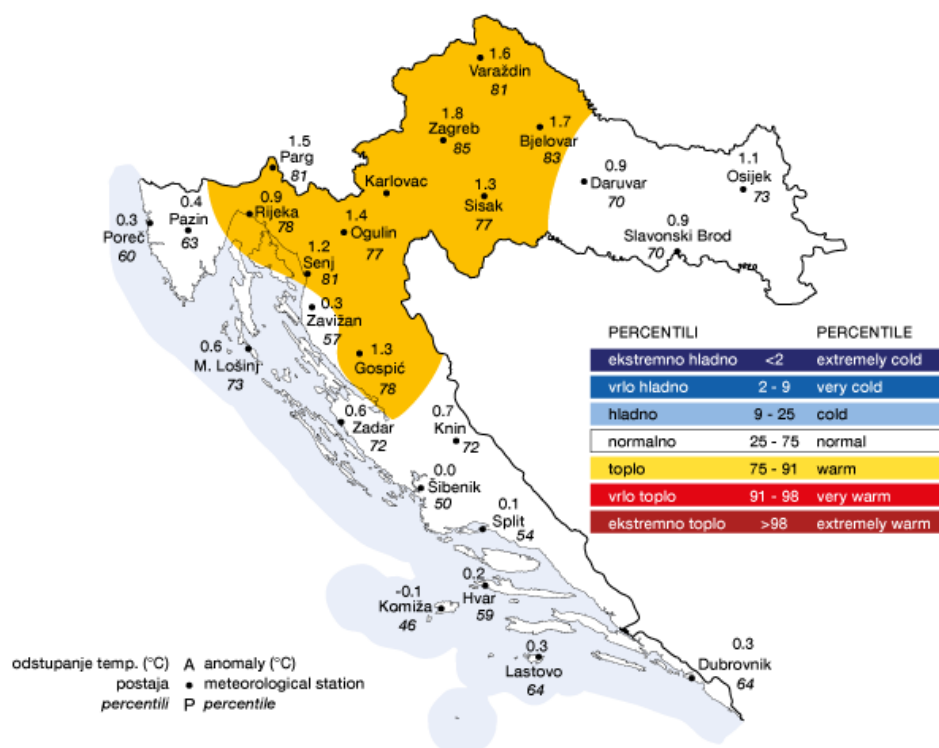 1.6
Varaždin
81
1.8
Zagreb
85
1.7
Bjelovar
83
1.5
Parg
81
Karlovac
1.3
Sisak
77
0.9
Daruvar
70
1.1
Osijek
73
0.9
Slavonski Brod
70
0.3
Poreč
60
0.4
Pazin
63
0.9
Rijeka
78
1.4
Ogulin
77
1.2
Senj
81
0.3
Zavižan
57
0.6
M. Lošinj
73
1.3
Gospić
78
0.6
Zadar
72
0.7
Knin
72
0.0
Šibenik
50
0.1
Split
54
-0.1
Komiža
46
0.2
Hvar
59
0.3
Lastovo
64
0.3
Dubrovnik
64
PERCENTILI PERCENTILE
ekstremno hladno <2 extremely cold
vrlo hladno 2 - 9 very cold
hladno 9 - 25 cold
normalno 25 - 75 normal
toplo 75 - 91 warm
vrlo toplo 91 - 98 very warm
ekstremno toplo >98 extremely warm
odstupanje temp. (°C) A anomaly (°C)
postaja • meteorological station
percentili P percentile